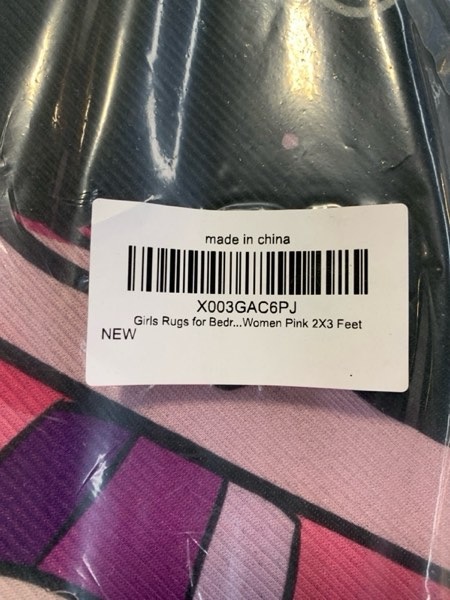 made in china
X003GAC6PJ
Girls Rugs for Bedr...Women Pink 2X3 Feet
NEW